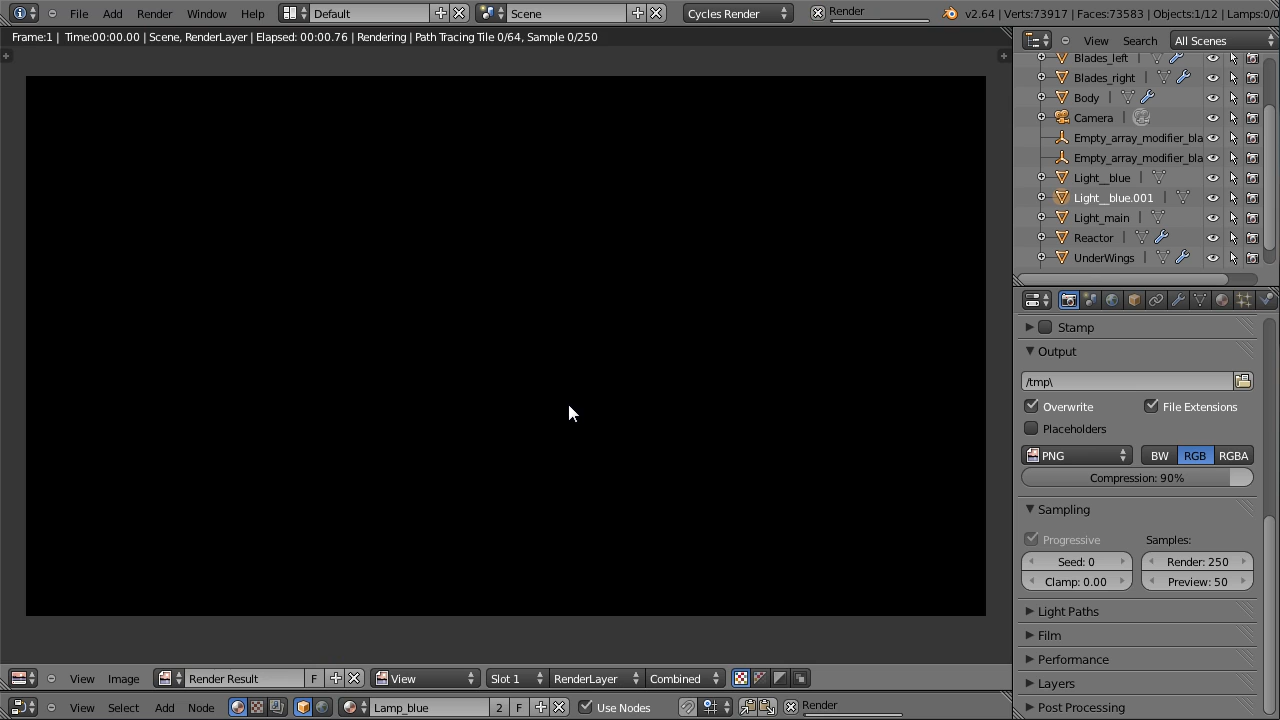 File Add Render Window Help Default Scene Cycles Render Render v2.64 | Verts:73917 | Faces:73583 | Objects:1/12 | Lamps:0/0
Frame:1 | Time:00:00.00 | Scene, RenderLayer | Elapsed: 00:00.76 | Rendering | Path Tracing Tile 0/64, Sample 0/250
View Search All Scenes
Blades_left
Blades_right
Body
Camera
Empty_array_modifier_bla
Empty_array_modifier_bla
Light__blue
Light__blue.001
Light_main
Reactor
UnderWings
Stamp
Output
/tmp\
Overwrite File Extensions
Placeholders
PNG BW RGB RGBA
Compression: 90%
Sampling
Progressive Samples:
Seed: 0 Render: 250
Clamp: 0.00 Preview: 50
Light Paths
Film
Performance
Layers
Post Processing
View Image Render Result F View Slot 1 RenderLayer Combined
View Select Add Node Lamp_blue 2 F Use Nodes Render